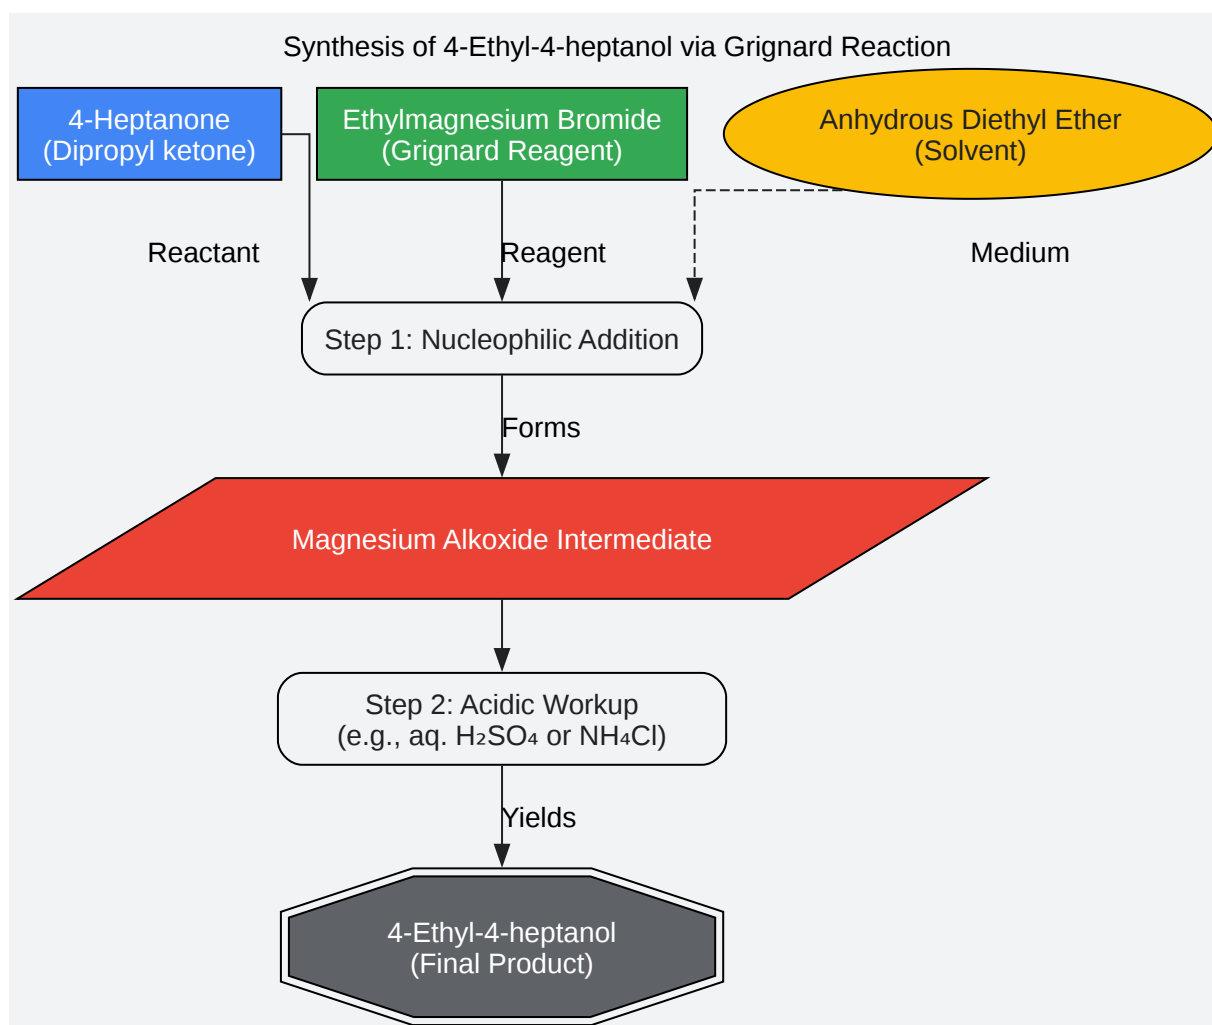 Synthesis of 4-Ethyl-4-heptanol via Grignard Reaction
4-Heptanone
(Dipropyl ketone)
Ethylmagnesium Bromide
(Grignard Reagent)
Anhydrous Diethyl Ether
(Solvent)
Reactant
Reagent
Medium
Step 1: Nucleophilic Addition
Forms
Magnesium Alkoxide Intermediate
Step 2: Acidic Workup
(e.g., aq. H₂SO₄ or NH₄Cl)
Yields
4-Ethyl-4-heptanol
(Final Product)